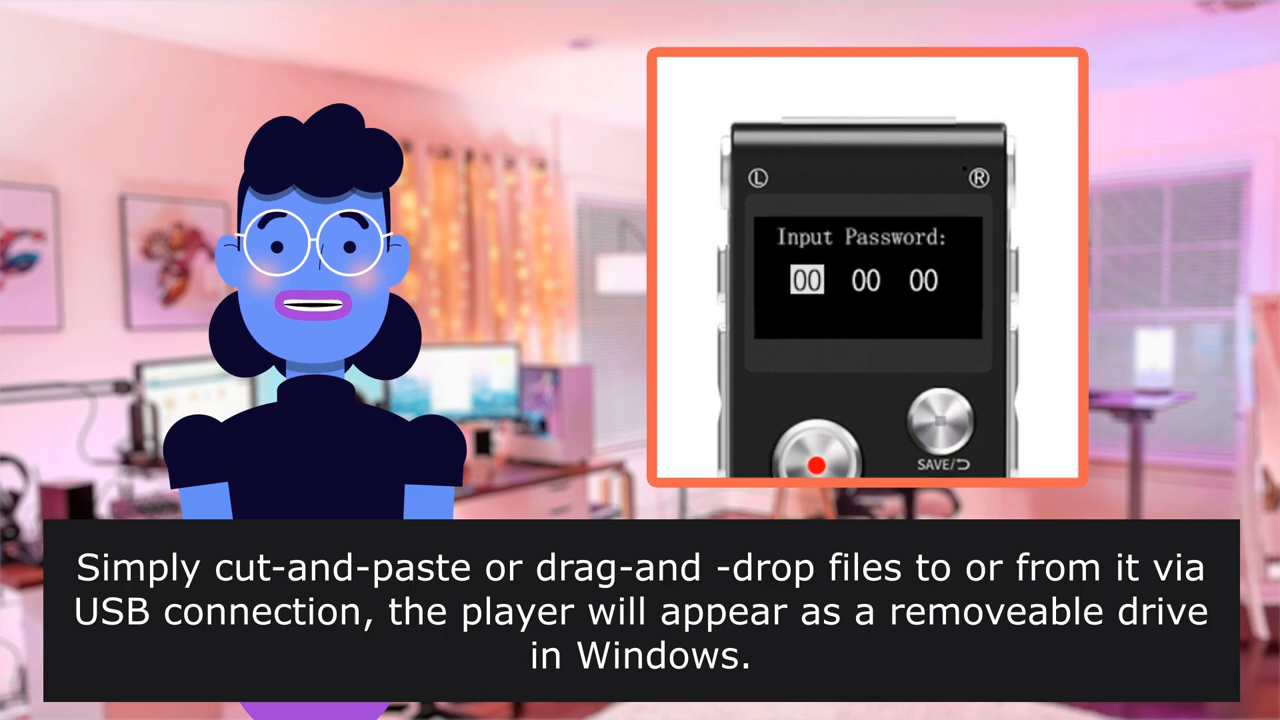 Ⓛ Ⓡ
Input Password:
00 00 00
SAVE/⮌
Simply cut-and-paste or drag-and -drop files to or from it via
USB connection, the player will appear as a removeable drive
in Windows.